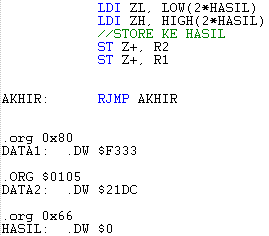 LDI ZL, LOW(2*HASIL)
LDI ZH, HIGH(2*HASIL)
//STORE KE HASIL
ST Z+, R2
ST Z+, R1
AKHIR: RJMP AKHIR
.org 0x80
DATA1: .DW $F333
.ORG $0105
DATA2: .DW $21DC
.org 0x66
HASIL: .DW $0